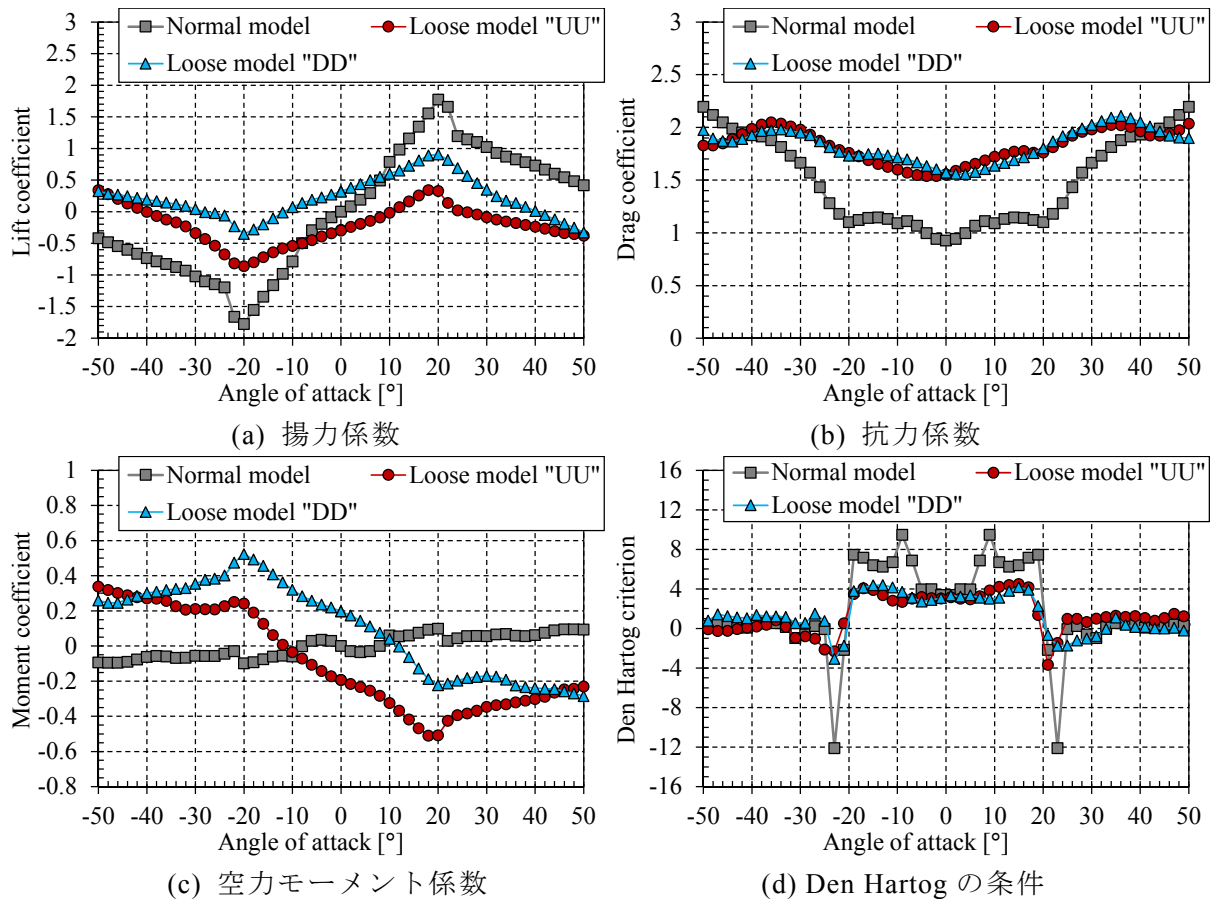 Normal model
Loose model "UU"
Loose model "DD"
Lift coefficient
3
2.5
2
1.5
1
0.5
0
-0.5
-1
-1.5
-2
-50 -40 -30 -20 -10 0 10 20 30 40 50
Angle of attack [°]
(a) 揚力係数
Normal model
Loose model "UU"
Loose model "DD"
Drag coefficient
3
2.5
2
1.5
1
0.5
0
-50 -40 -30 -20 -10 0 10 20 30 40 50
Angle of attack [°]
(b) 抗力係数
Normal model
Loose model "UU"
Loose model "DD"
Moment coefficient
1
0.8
0.6
0.4
0.2
0
-0.2
-0.4
-0.6
-0.8
-50 -40 -30 -20 -10 0 10 20 30 40 50
Angle of attack [°]
(c) 空力モーメント係数
Normal model
Loose model "UU"
Loose model "DD"
Den Hartog criterion
16
12
8
4
0
-4
-8
-12
-16
-50 -40 -30 -20 -10 0 10 20 30 40 50
Angle of attack [°]
(d) Den Hartog の条件